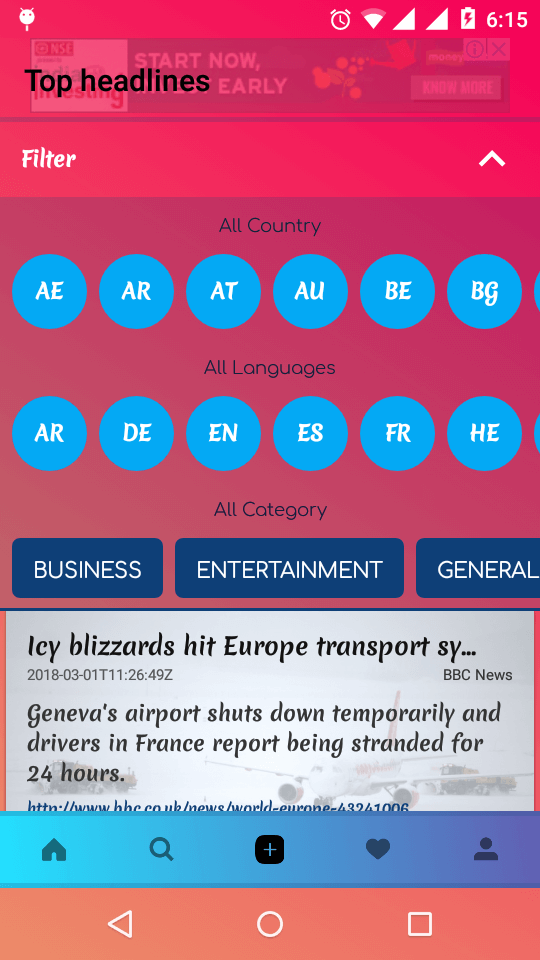 6:15
NSE
START NOW,
money
India
Top headlines
EARLY
Investing
KNOW MORE
Filter
All Country
AE AR AT AU BE BG
All Languages
AR DE EN ES FR HE
All Category
BUSINESS ENTERTAINMENT GENERAL
Icy blizzards hit Europe transport sy...
2018-03-01T11:26:49Z BBC News
Geneva's airport shuts down temporarily and
drivers in France report being stranded for
24 hours.
http://www.bbc.co.uk/news/world-europe-43241006